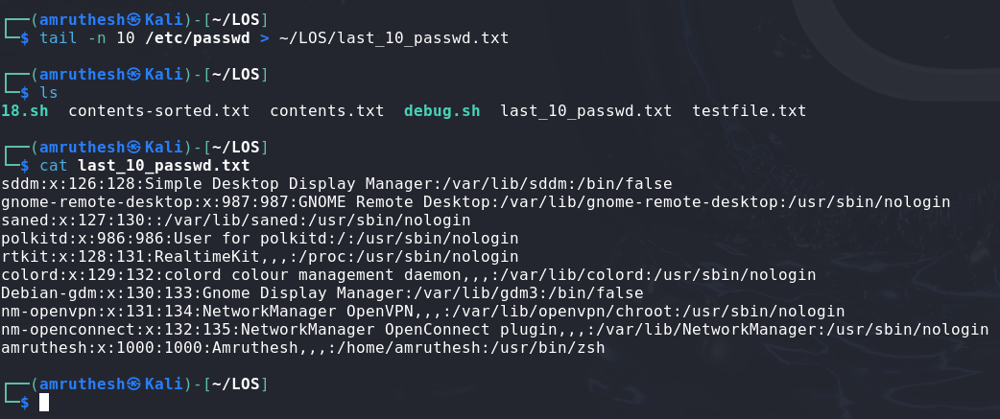 ┌──(amruthesh㉿Kali)-[~/LOS]
└─$ tail -n 10 /etc/passwd > ~/LOS/last_10_passwd.txt
┌──(amruthesh㉿Kali)-[~/LOS]
└─$ ls
18.sh  contents-sorted.txt  contents.txt  debug.sh  last_10_passwd.txt  testfile.txt
┌──(amruthesh㉿Kali)-[~/LOS]
└─$ cat last_10_passwd.txt
sddm:x:126:128:Simple Desktop Display Manager:/var/lib/sddm:/bin/false
gnome-remote-desktop:x:987:987:GNOME Remote Desktop:/var/lib/gnome-remote-desktop:/usr/sbin/nologin
saned:x:127:130::/var/lib/saned:/usr/sbin/nologin
polkitd:x:986:986:User for polkitd:/:/usr/sbin/nologin
rtkit:x:128:131:RealtimeKit,,,:/proc:/usr/sbin/nologin
colord:x:129:132:colord colour management daemon,,,:/var/lib/colord:/usr/sbin/nologin
Debian-gdm:x:130:133:Gnome Display Manager:/var/lib/gdm3:/bin/false
nm-openvpn:x:131:134:NetworkManager OpenVPN,,,:/var/lib/openvpn/chroot:/usr/sbin/nologin
nm-openconnect:x:132:135:NetworkManager OpenConnect plugin,,,:/var/lib/NetworkManager:/usr/sbin/nologin
amruthesh:x:1000:1000:Amruthesh,,,:/home/amruthesh:/usr/bin/zsh
┌──(amruthesh㉿Kali)-[~/LOS]
└─$